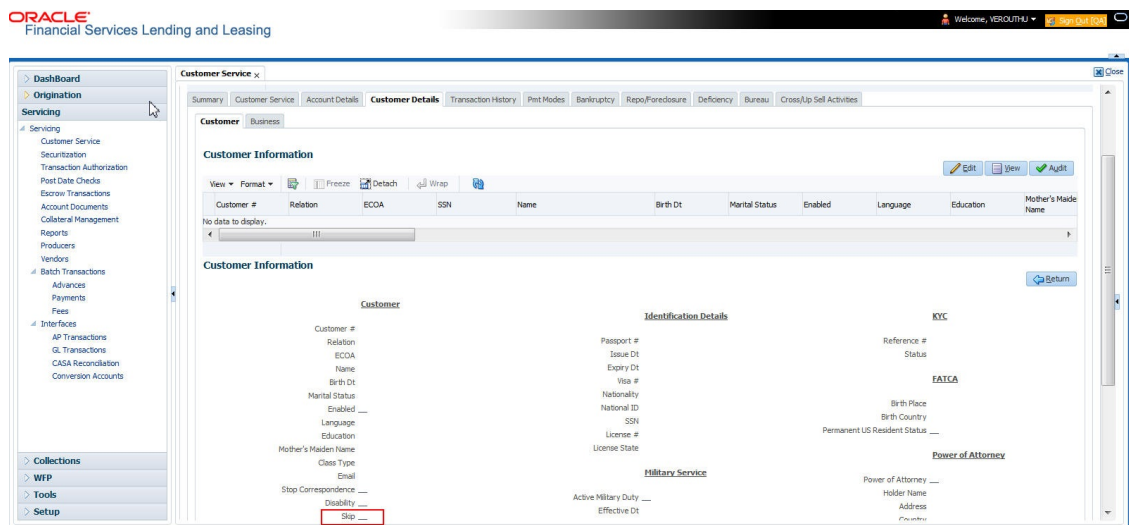 ORACLE
Financial Services Lending and Leasing
Welcome, VEROUTHU
Sign Out [QA]
DashBoard
Origination
Servicing
Servicing
Customer Service
Securitization
Transaction Authorization
Post Date Checks
Escrow Transactions
Account Documents
Collateral Management
Reports
Producers
Vendors
Batch Transactions
Advances
Payments
Fees
Interfaces
AP Transactions
GL Transactions
CASA Reconciliation
Conversion Accounts
Collections
WFP
Tools
Setup
Customer Service
Close
Summary Customer Service Account Details Customer Details Transaction History Pmt Modes Bankruptcy Repo/Foreclosure Deficiency Bureau Cross/Up Sell Activities
Customer Business
Customer Information
Edit View Audit
View Format Freeze Detach Wrap
Customer # Relation ECOA SSN Name Birth Dt Marital Status Enabled Language Education Mother's Maide
Name
No data to display.
Customer Information
Return
Customer
Customer #
Relation
ECOA
Name
Birth Dt
Marital Status
Enabled
Language
Education
Mother's Maiden Name
Class Type
Email
Stop Correspondence
Disability
Skip
Identification Details
Passport #
Issue Dt
Expiry Dt
Visa #
Nationality
National ID
SSN
License #
License State
Military Service
Active Military Duty
Effective Dt
KYC
Reference #
Status
FATCA
Birth Place
Birth Country
Permanent US Resident Status
Power of Attorney
Power of Attorney
Holder Name
Address
Country